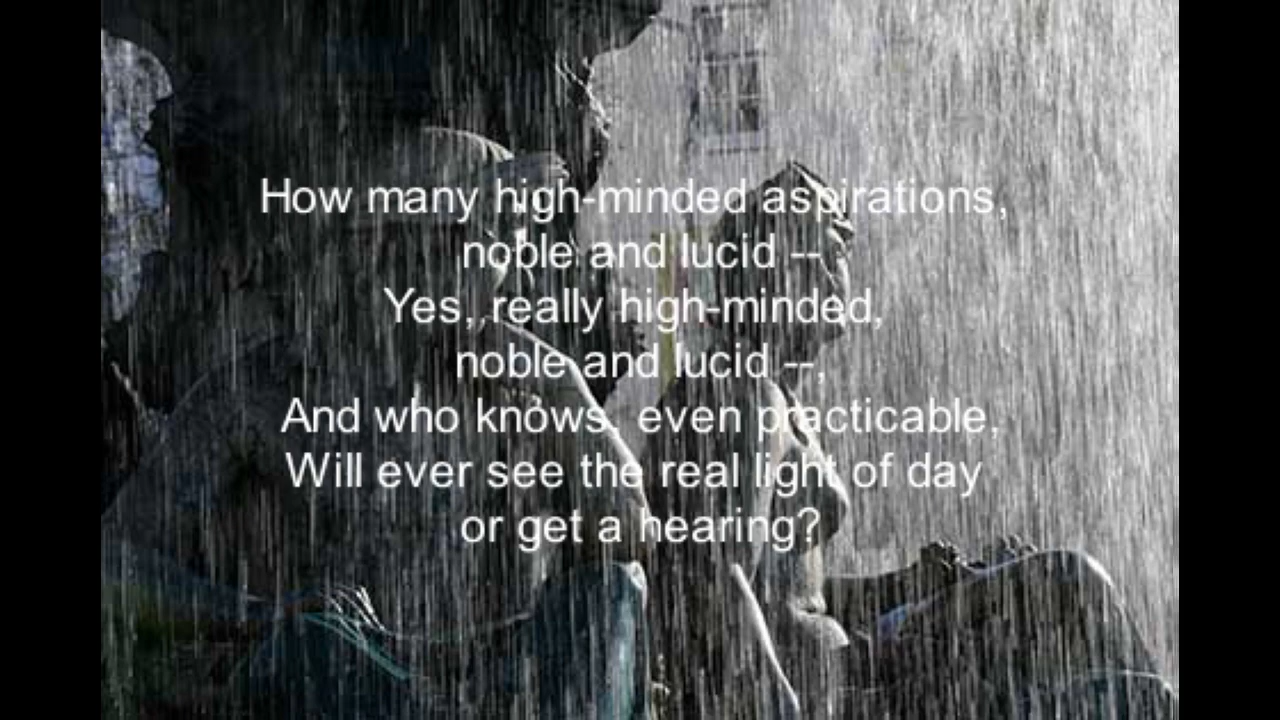 How many high-minded aspirations,
noble and lucid --
Yes, really high-minded,
noble and lucid --,
And who knows, even practicable,
Will ever see the real light of day
or get a hearing?